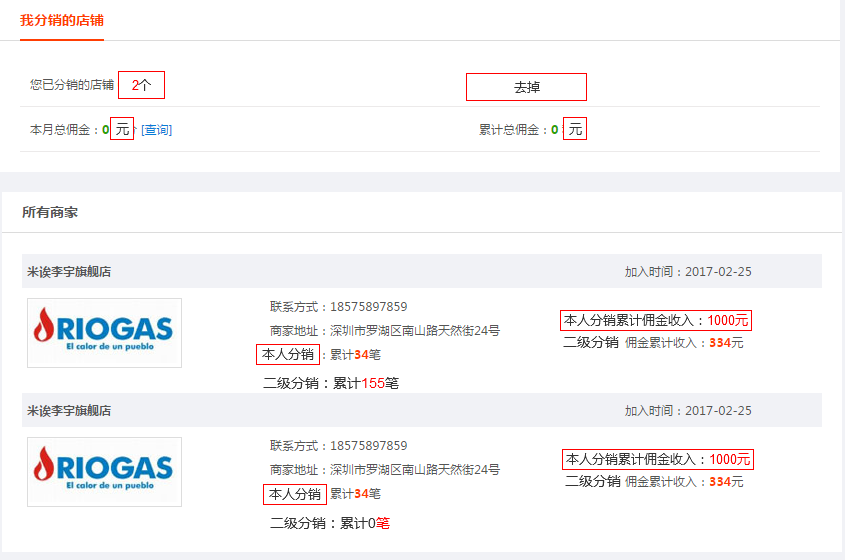 我分销的店铺
您已分销的店铺 2个 去掉
本月总佣金：0 元 [查询] 累计总佣金：0 元
所有商家
米诶李宇旗舰店 加入时间：2017-02-25
RIOGAS
El calor de un pueblo
联系方式：18575897859
商家地址：深圳市罗湖区南山路天然街24号
本人分销：累计34笔
二级分销：累计155笔
本人分销累计佣金收入：1000元
二级分销 佣金累计收入：334元
米诶李宇旗舰店 加入时间：2017-02-25
RIOGAS
El calor de un pueblo
联系方式：18575897859
商家地址：深圳市罗湖区南山路天然街24号
本人分销 累计34笔
二级分销：累计0笔
本人分销累计佣金收入：1000元
二级分销 佣金累计收入：334元